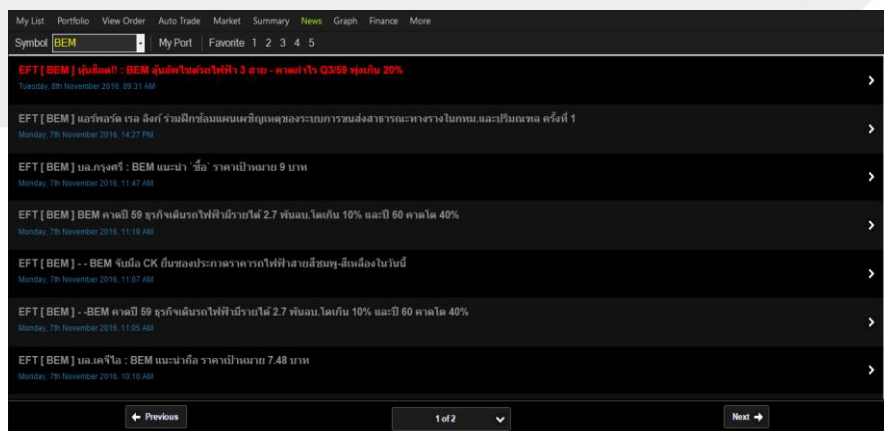 My List Portfolio View Order Auto Trade Market Summary News Graph Finance More
Symbol BEM My Port Favorite 1 2 3 4 5
EFT [ BEM ] หุ้นฮ็อต!! : BEM ลุ้นอัพไซด์รถไฟฟ้า 3 สาย - คาดกำไร Q3/59 พุ่งเกิน 20%
Tuesday, 8th November 2016, 09:31 AM
EFT [ BEM ] แอร์พอร์ต เรล ลิงก์ ร่วมฝึกซ้อมแผนเผชิญเหตุของระบบการขนส่งสาธารณะทางรางในกทม.และปริมณฑล ครั้งที่ 1
Monday, 7th November 2016, 14:27 PM
EFT [ BEM ] บล.กรุงศรี : BEM แนะนำ `ซื้อ` ราคาเป้าหมาย 9 บาท
Monday, 7th November 2016, 11:47 AM
EFT [ BEM ] BEM คาดปี 59 ธุรกิจเดินรถไฟฟ้ามีรายได้ 2.7 พันลบ.โตเกิน 10% และปี 60 คาดโต 40%
Monday, 7th November 2016, 11:19 AM
EFT [ BEM ] - - BEM จับมือ CK ยื่นซองประกวดราคารถไฟฟ้าสายสีชมพู-สีเหลืองในวันนี้
Monday, 7th November 2016, 11:07 AM
EFT [ BEM ] - -BEM คาดปี 59 ธุรกิจเดินรถไฟฟ้ามีรายได้ 2.7 พันลบ.โตเกิน 10% และปี 60 คาดโต 40%
Monday, 7th November 2016, 11:05 AM
EFT [ BEM ] บล.เคจีไอ : BEM แนะนำถือ ราคาเป้าหมาย 7.48 บาท
Monday, 7th November 2016, 10:10 AM
Previous 1 of 2 Next